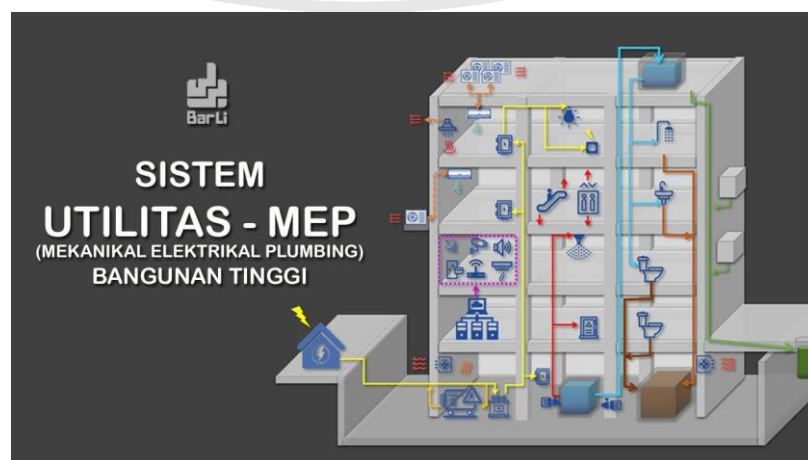 BarLi
SISTEM
UTILITAS - MEP
(MEKANIKAL ELEKTRIKAL PLUMBING)
BANGUNAN TINGGI